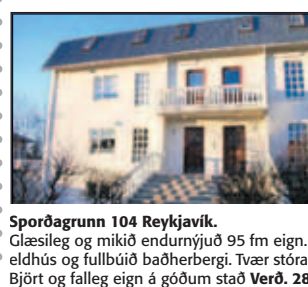 Sporðagrunn 104 Reykjavík.
Glæsileg og mikið endurnýjuð 95 fm eign.
eldhús og fullbúið baðherbergi. Tvær stóra
Björt og falleg eign á góðum stað Verð. 28